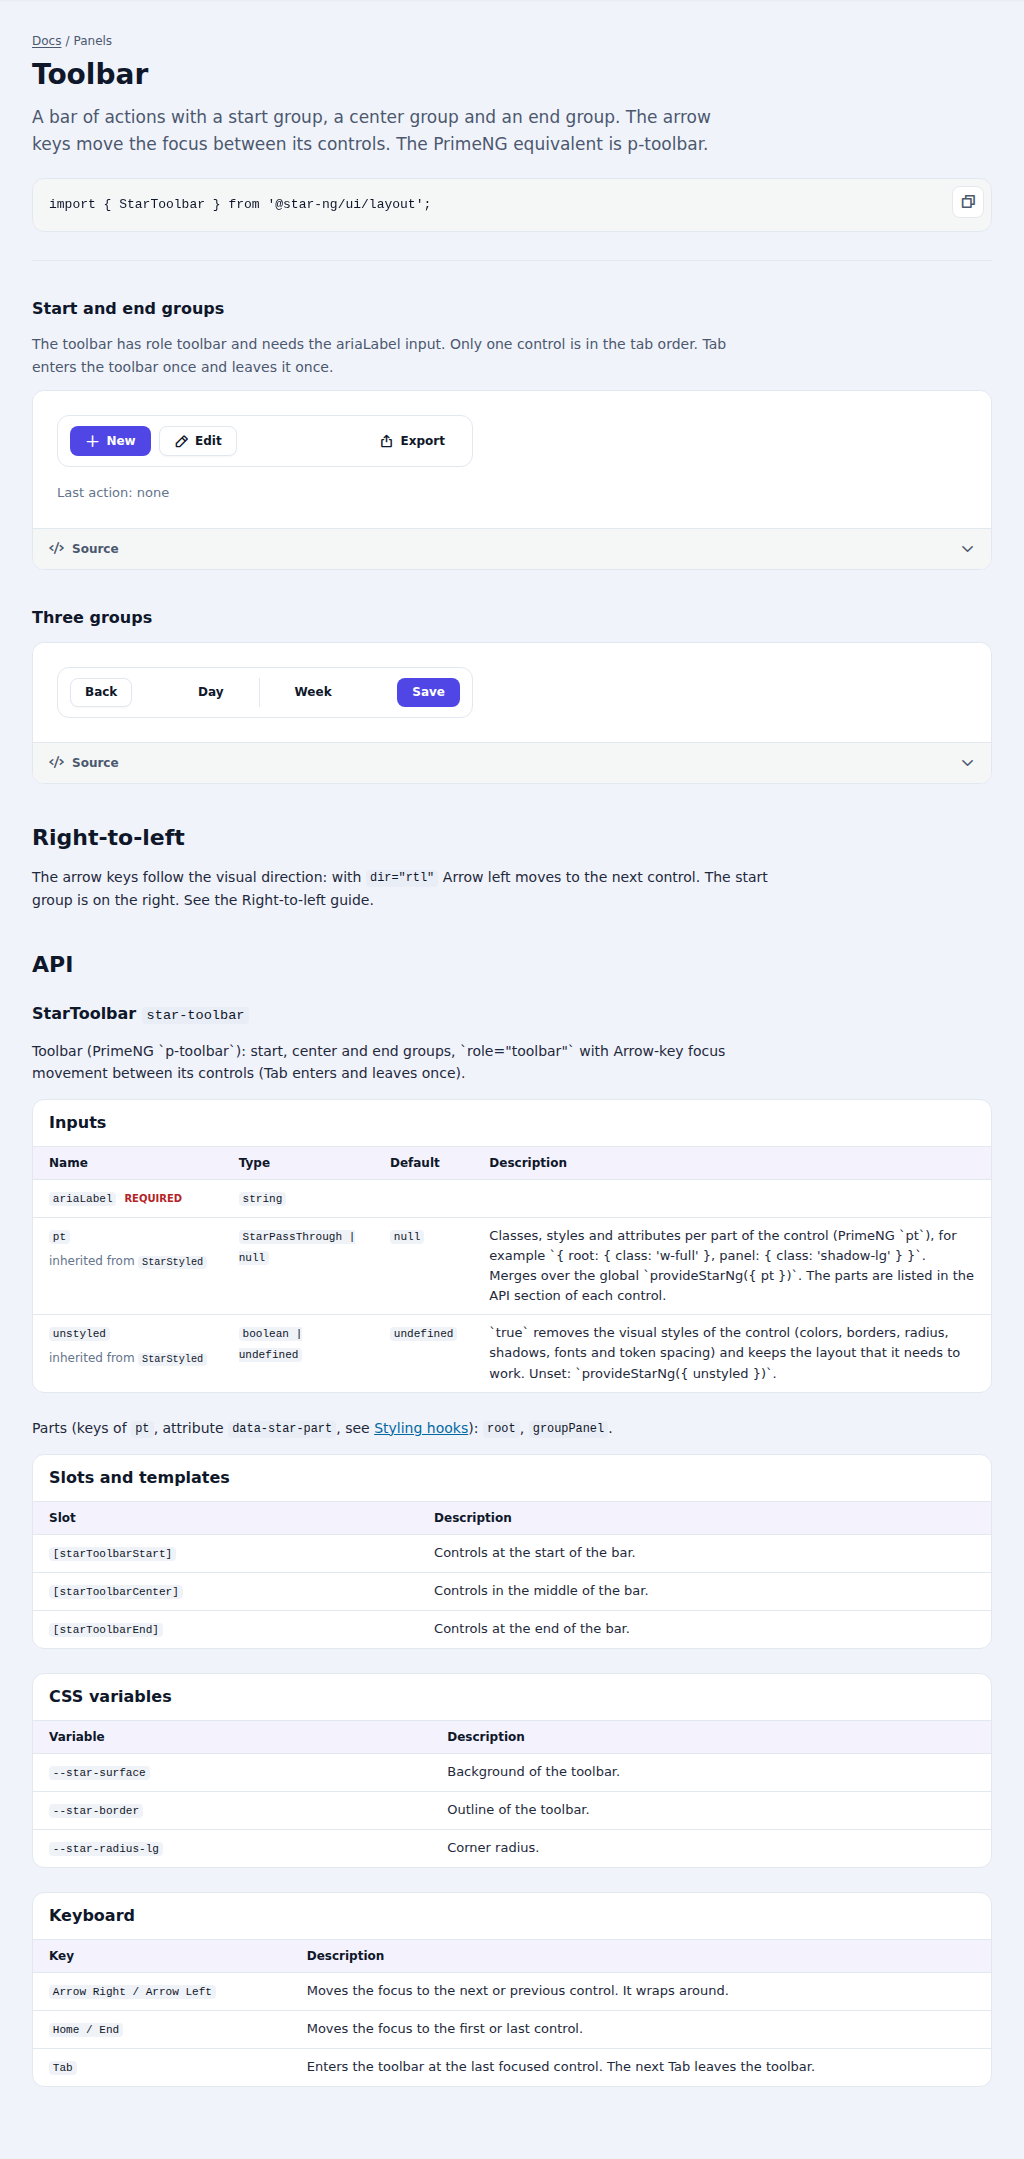 Docs / Panels
Toolbar
A bar of actions with a start group, a center group and an end group. The arrow
keys move the focus between its controls. The PrimeNG equivalent is p-toolbar.
import { StarToolbar } from '@star-ng/ui/layout';
Start and end groups
The toolbar has role toolbar and needs the ariaLabel input. Only one control is in the tab order. Tab
enters the toolbar once and leaves it once.
New Edit Export
Last action: none
Source
Three groups
Back Day Week Save
Source
Right-to-left
The arrow keys follow the visual direction: with dir="rtl" Arrow left moves to the next control. The start
group is on the right. See the Right-to-left guide.
API
StarToolbar star-toolbar
Toolbar (PrimeNG `p-toolbar`): start, center and end groups, `role="toolbar"` with Arrow-key focus
movement between its controls (Tab enters and leaves once).
Inputs
Name Type Default Description
ariaLabel REQUIRED string
pt StarPassThrough | null Classes, styles and attributes per part of the control (PrimeNG `pt`), for
inherited from StarStyled null example `{ root: { class: 'w-full' }, panel: { class: 'shadow-lg' } }`.
Merges over the global `provideStarNg({ pt })`. The parts are listed in the
API section of each control.
unstyled boolean | undefined `true` removes the visual styles of the control (colors, borders, radius,
inherited from StarStyled undefined shadows, fonts and token spacing) and keeps the layout that it needs to
work. Unset: `provideStarNg({ unstyled })`.
Parts (keys of pt, attribute data-star-part, see Styling hooks): root, groupPanel.
Slots and templates
Slot Description
[starToolbarStart] Controls at the start of the bar.
[starToolbarCenter] Controls in the middle of the bar.
[starToolbarEnd] Controls at the end of the bar.
CSS variables
Variable Description
--star-surface Background of the toolbar.
--star-border Outline of the toolbar.
--star-radius-lg Corner radius.
Keyboard
Key Description
Arrow Right / Arrow Left Moves the focus to the next or previous control. It wraps around.
Home / End Moves the focus to the first or last control.
Tab Enters the toolbar at the last focused control. The next Tab leaves the toolbar.